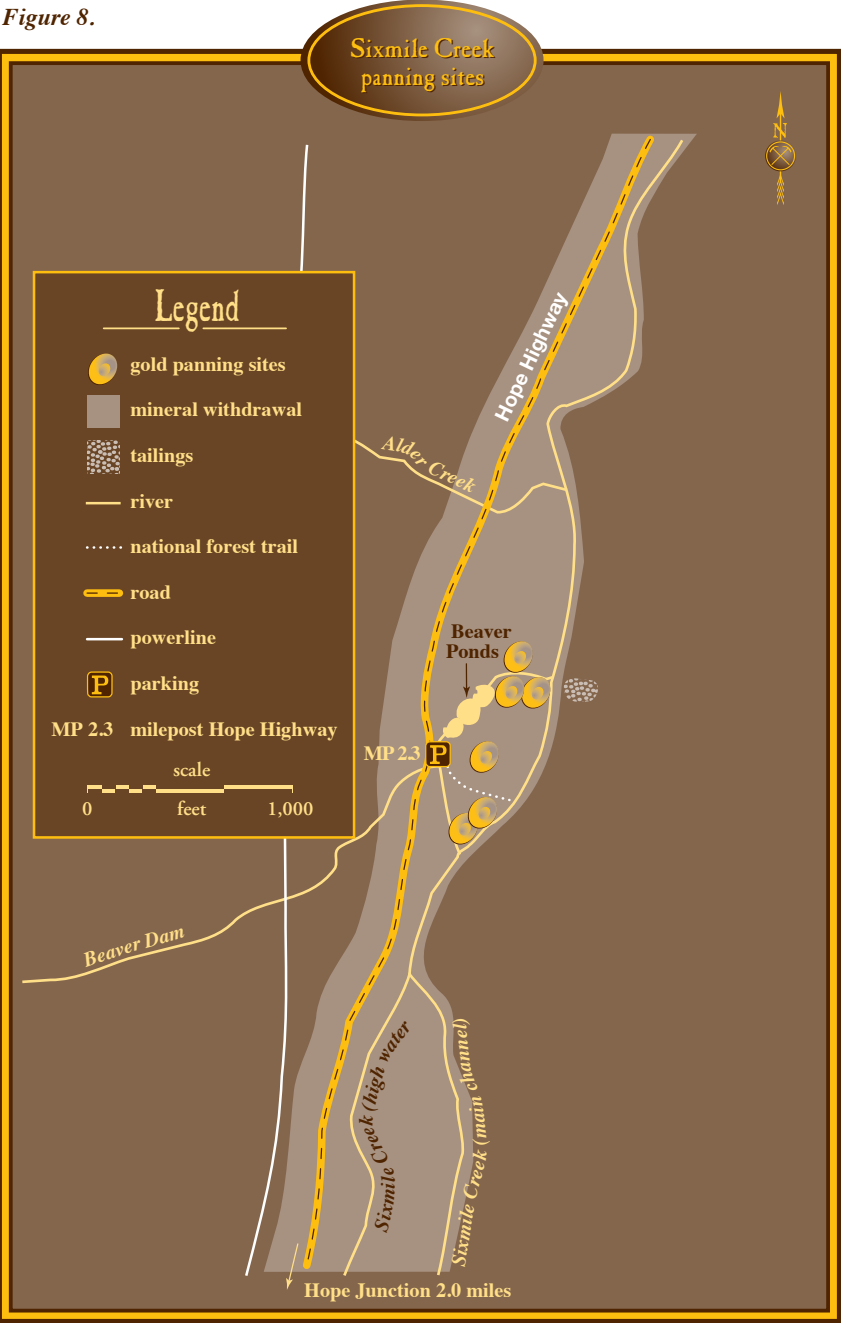 Figure 8.
Sixmile Creek
panning sites
N
Hope Highway
Legend
gold panning sites
mineral withdrawal
tailings
river
national forest trail
road
powerline
P parking
MP 2.3 milepost Hope Highway
scale
0 feet 1,000
Alder Creek
Beaver
Ponds
MP 2.3 P
Beaver Dam
Sixmile Creek (high water
Sixmile Creek (main channel)
Hope Junction 2.0 miles